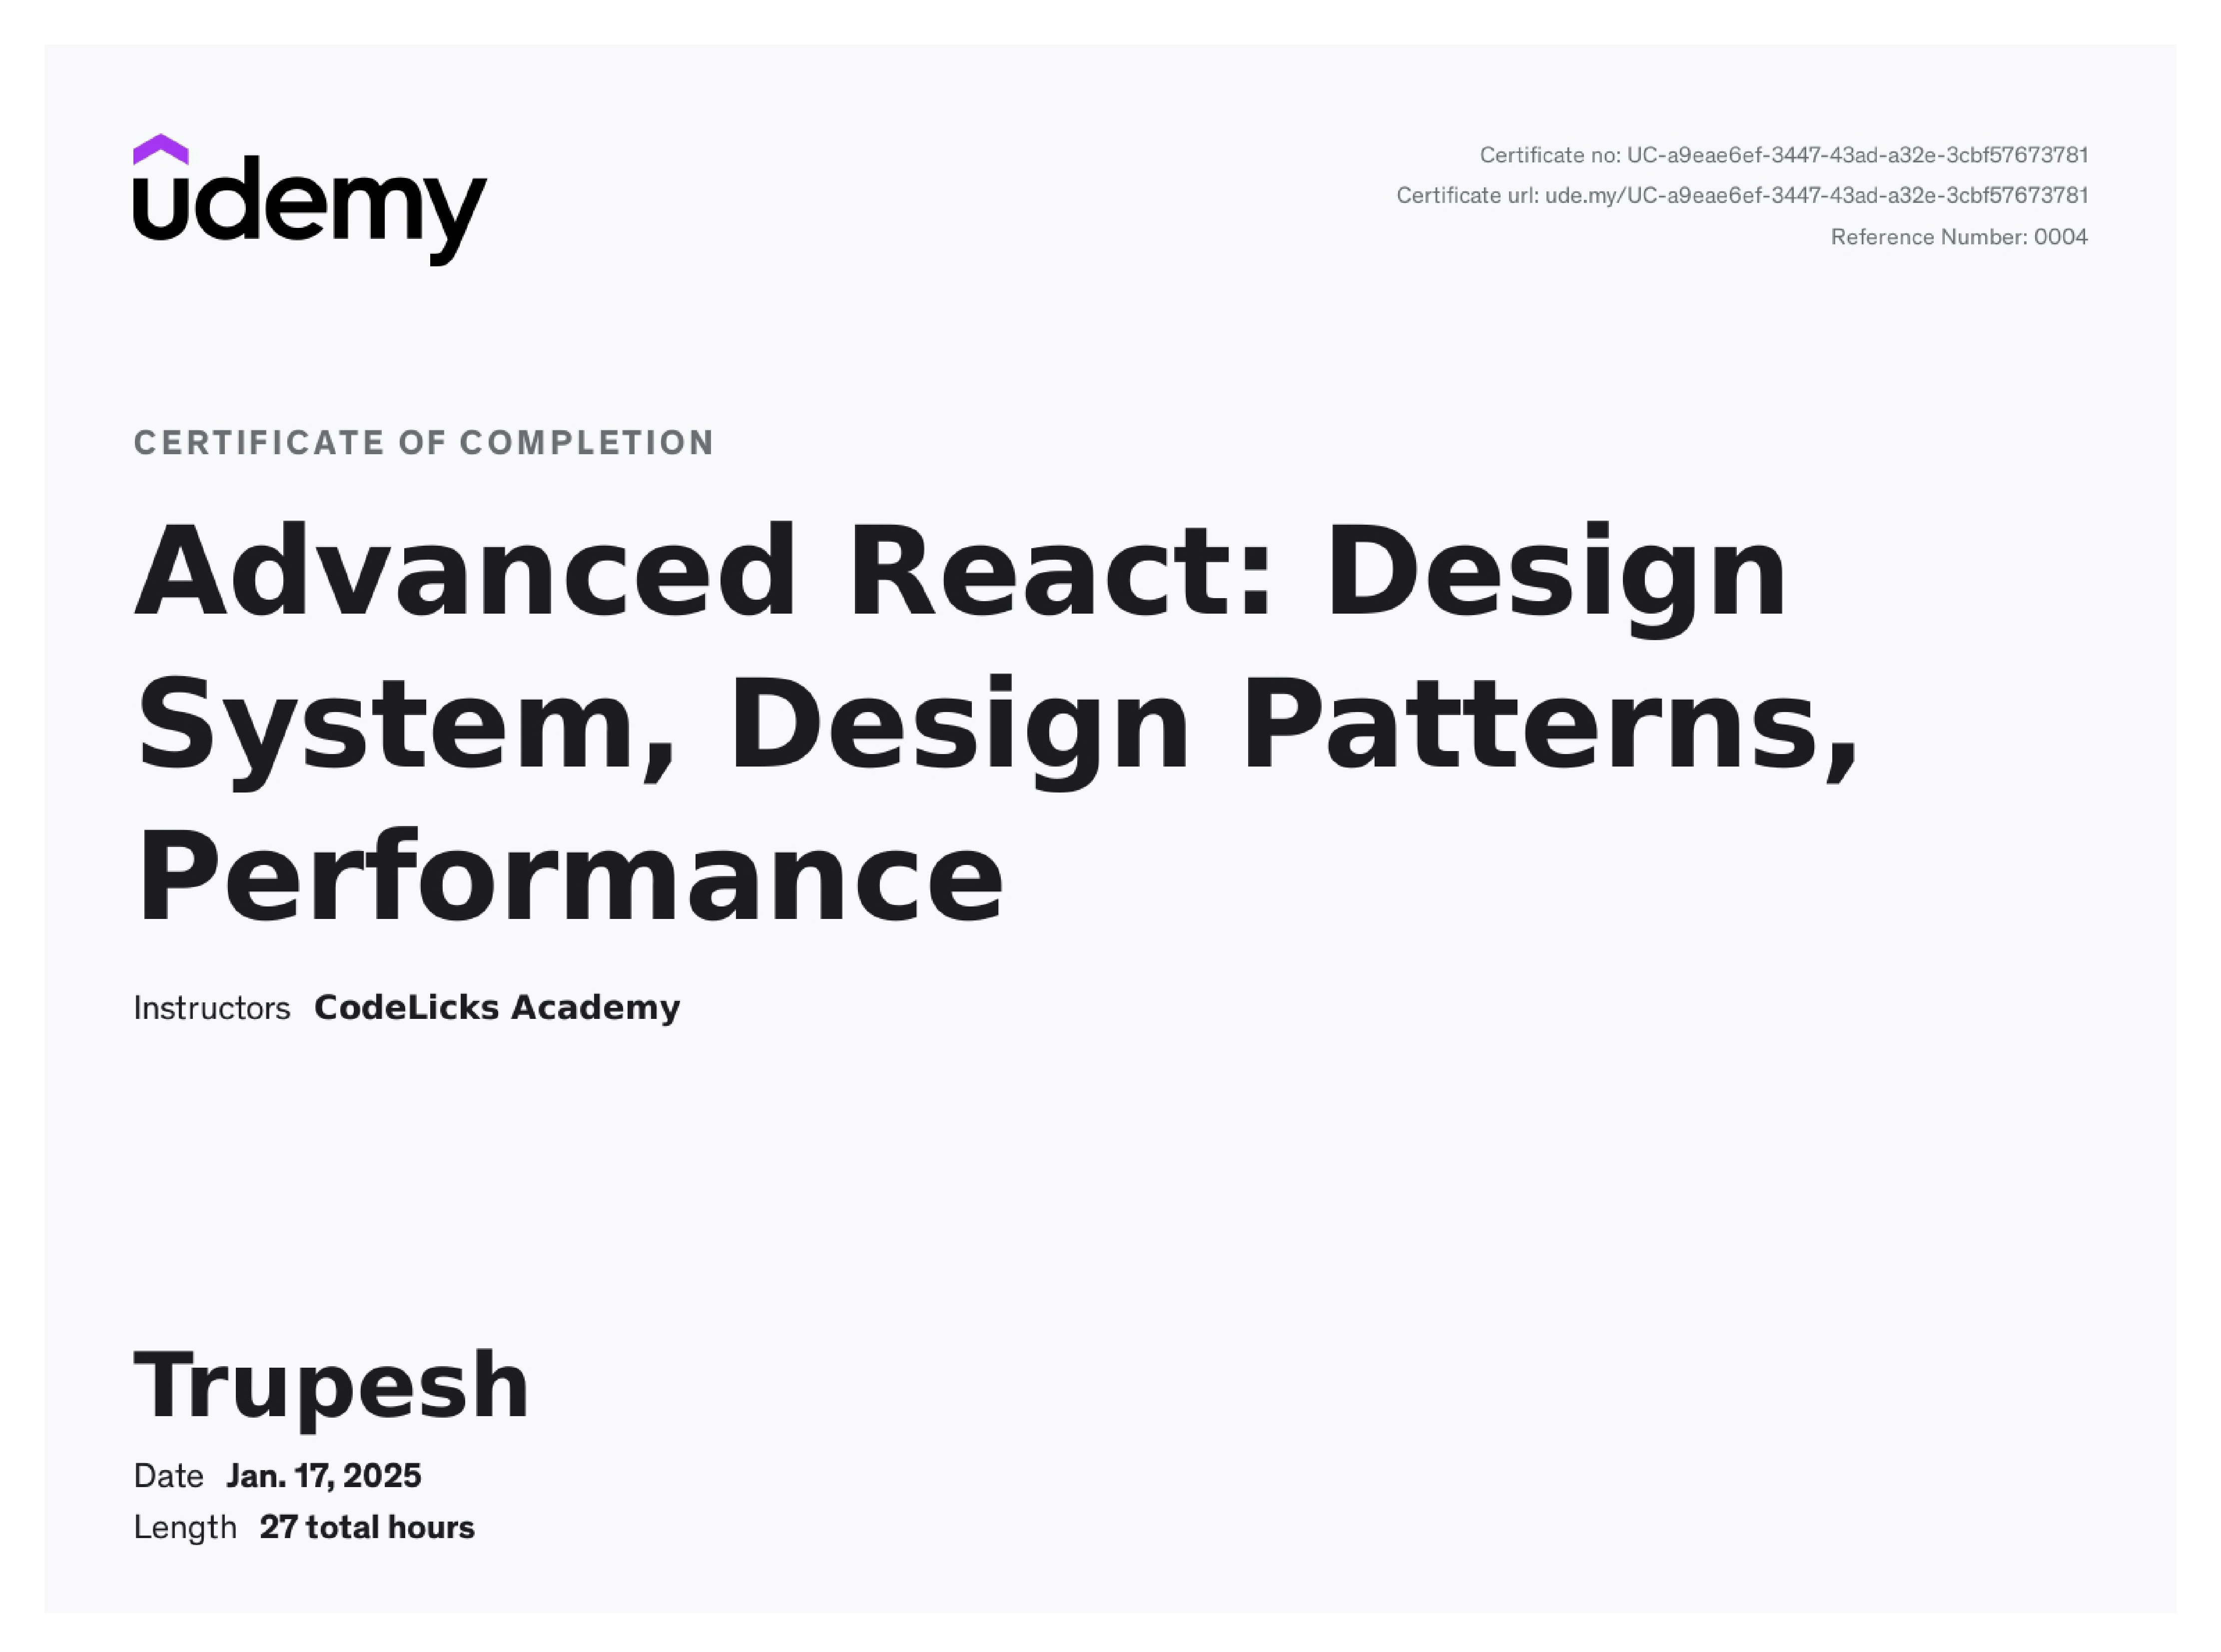 udemy
Certificate no: UC-a9eae6ef-3447-43ad-a32e-3cbf57673781
Certificate url: ude.my/UC-a9eae6ef-3447-43ad-a32e-3cbf57673781
Reference Number: 0004
CERTIFICATE OF COMPLETION
Advanced React: Design
System, Design Patterns,
Performance
Instructors CodeLicks Academy
Trupesh
Date Jan. 17, 2025
Length 27 total hours